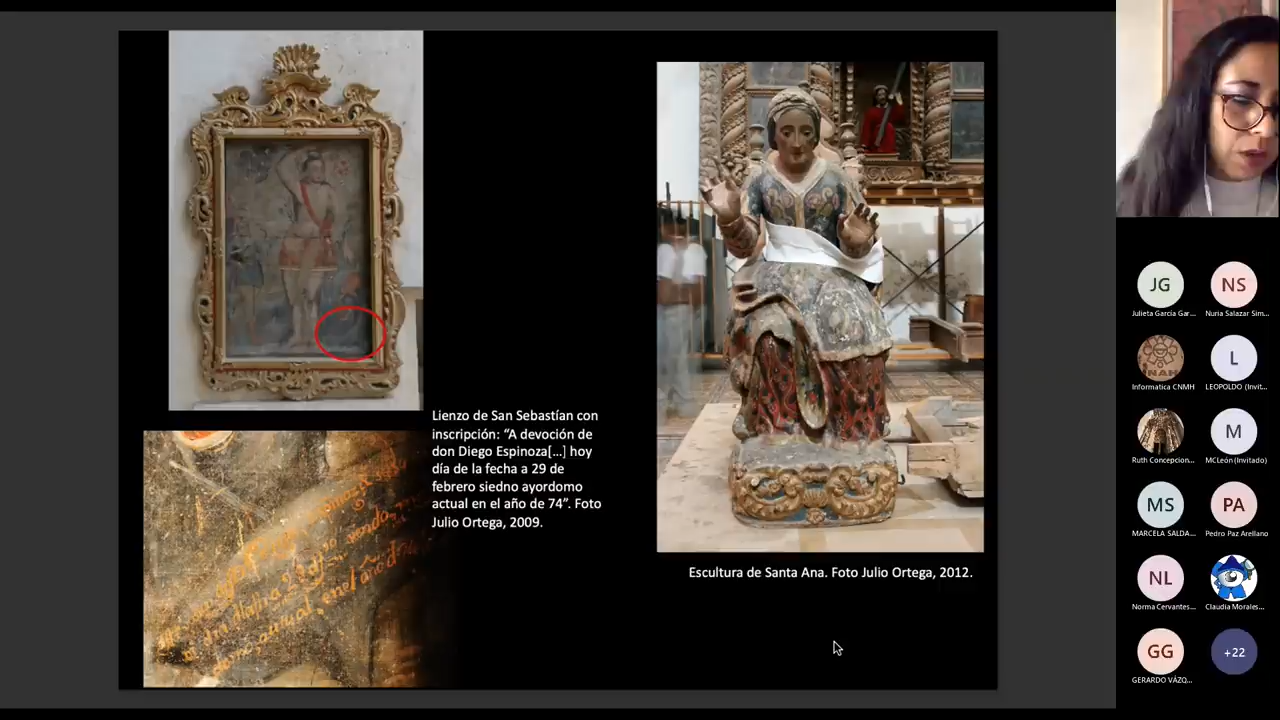 Lienzo de San Sebastían con
inscripción: “A devoción de
don Diego Espinoza[...] hoy
día de la fecha a 29 de
febrero siedno ayordomo
actual en el año de 74”. Foto
Julio Ortega, 2009.
Escultura de Santa Ana. Foto Julio Ortega, 2012.
JG
Julieta García Gar...
NS
Nuria Salazar Sim...
INAH
Informatica CNMH
L
LEOPOLDO (Invit...
Ruth Concepcion...
M
MCLeón (Invitado)
MS
MARCELA SALDA...
PA
Pedro Paz Arellano
NL
Norma Cervantes...
Claudia Morales...
GG
GERARDO VÁZQ...
+22